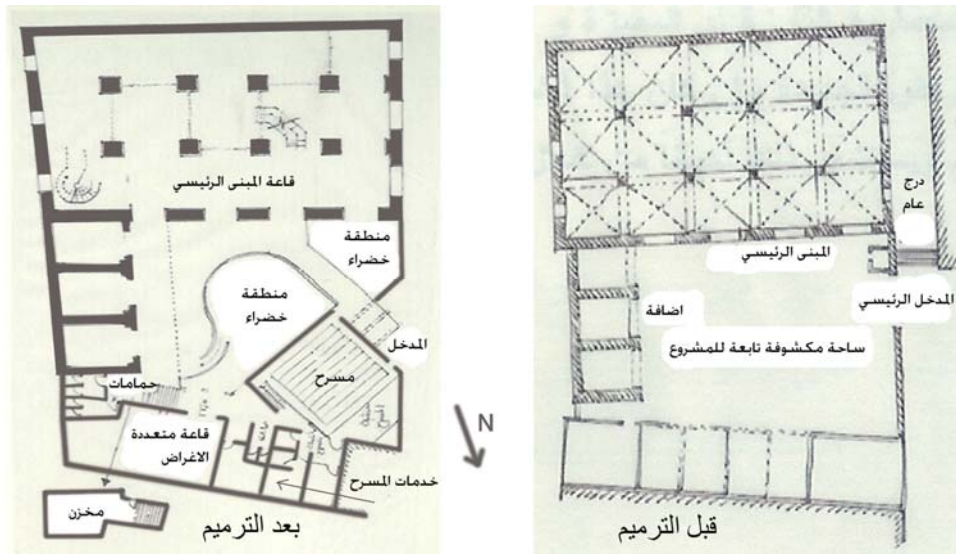 درج
عام
المبنى الرئيسي
المدخل الرئيسي
اضافة
ساحة مكشوفة تابعة للمشروع
قبل الترميم
قاعة المبنى الرئيسي
منطقة
خضراء
منطقة
خضراء
المدخل
مسرح
حمامات
قاعة متعددة
الاغراض
N
خدمات المسرح
مخزن
بعد الترميم